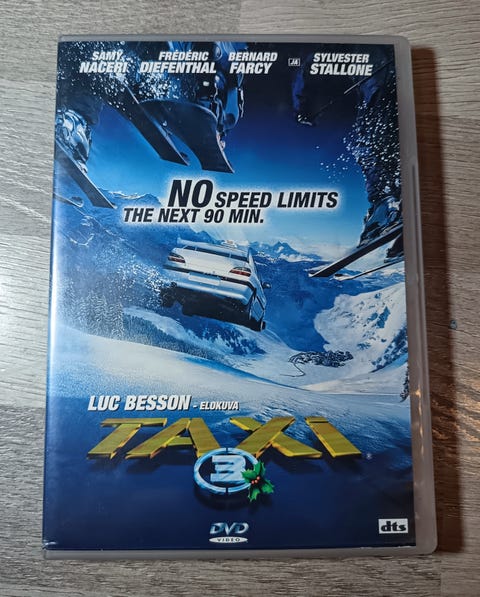 SAMY NACERI
FRÉDÉRIC DIEFENTHAL
BERNARD FARCY
JA
SYLVESTER STALLONE
NO SPEED LIMITS
THE NEXT 90 MIN.
LUC BESSON - ELOKUVA
TAXI
3
DVD
VIDEO
dts